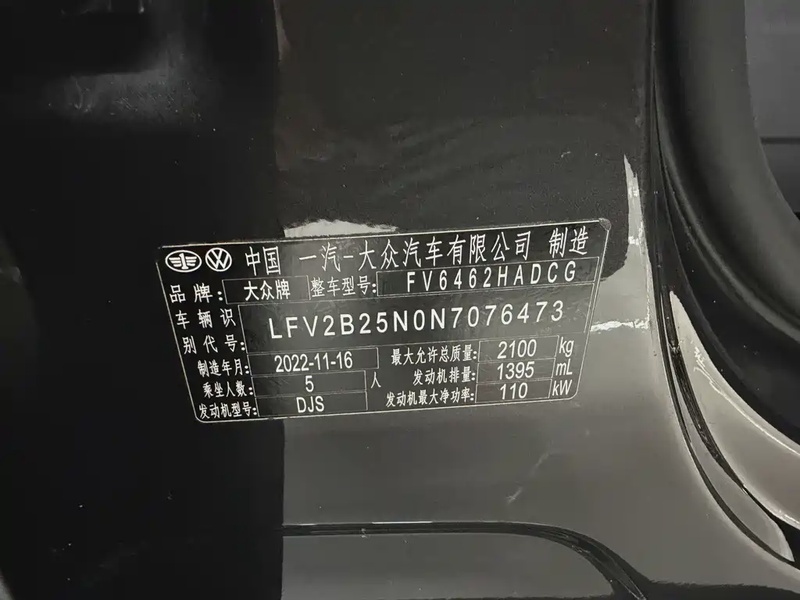 中国 一汽-大众汽车有限公司 制造
品牌: 大众牌 整车型号: FV6462HADCG
车辆识别代号: LFV2B25N0N7076473
制造年月: 2022-11-16 最大允许总质量: 2100 kg
乘坐人数: 5 人 发动机排量: 1395 mL
发动机型号: DJS 发动机最大净功率: 110 kW